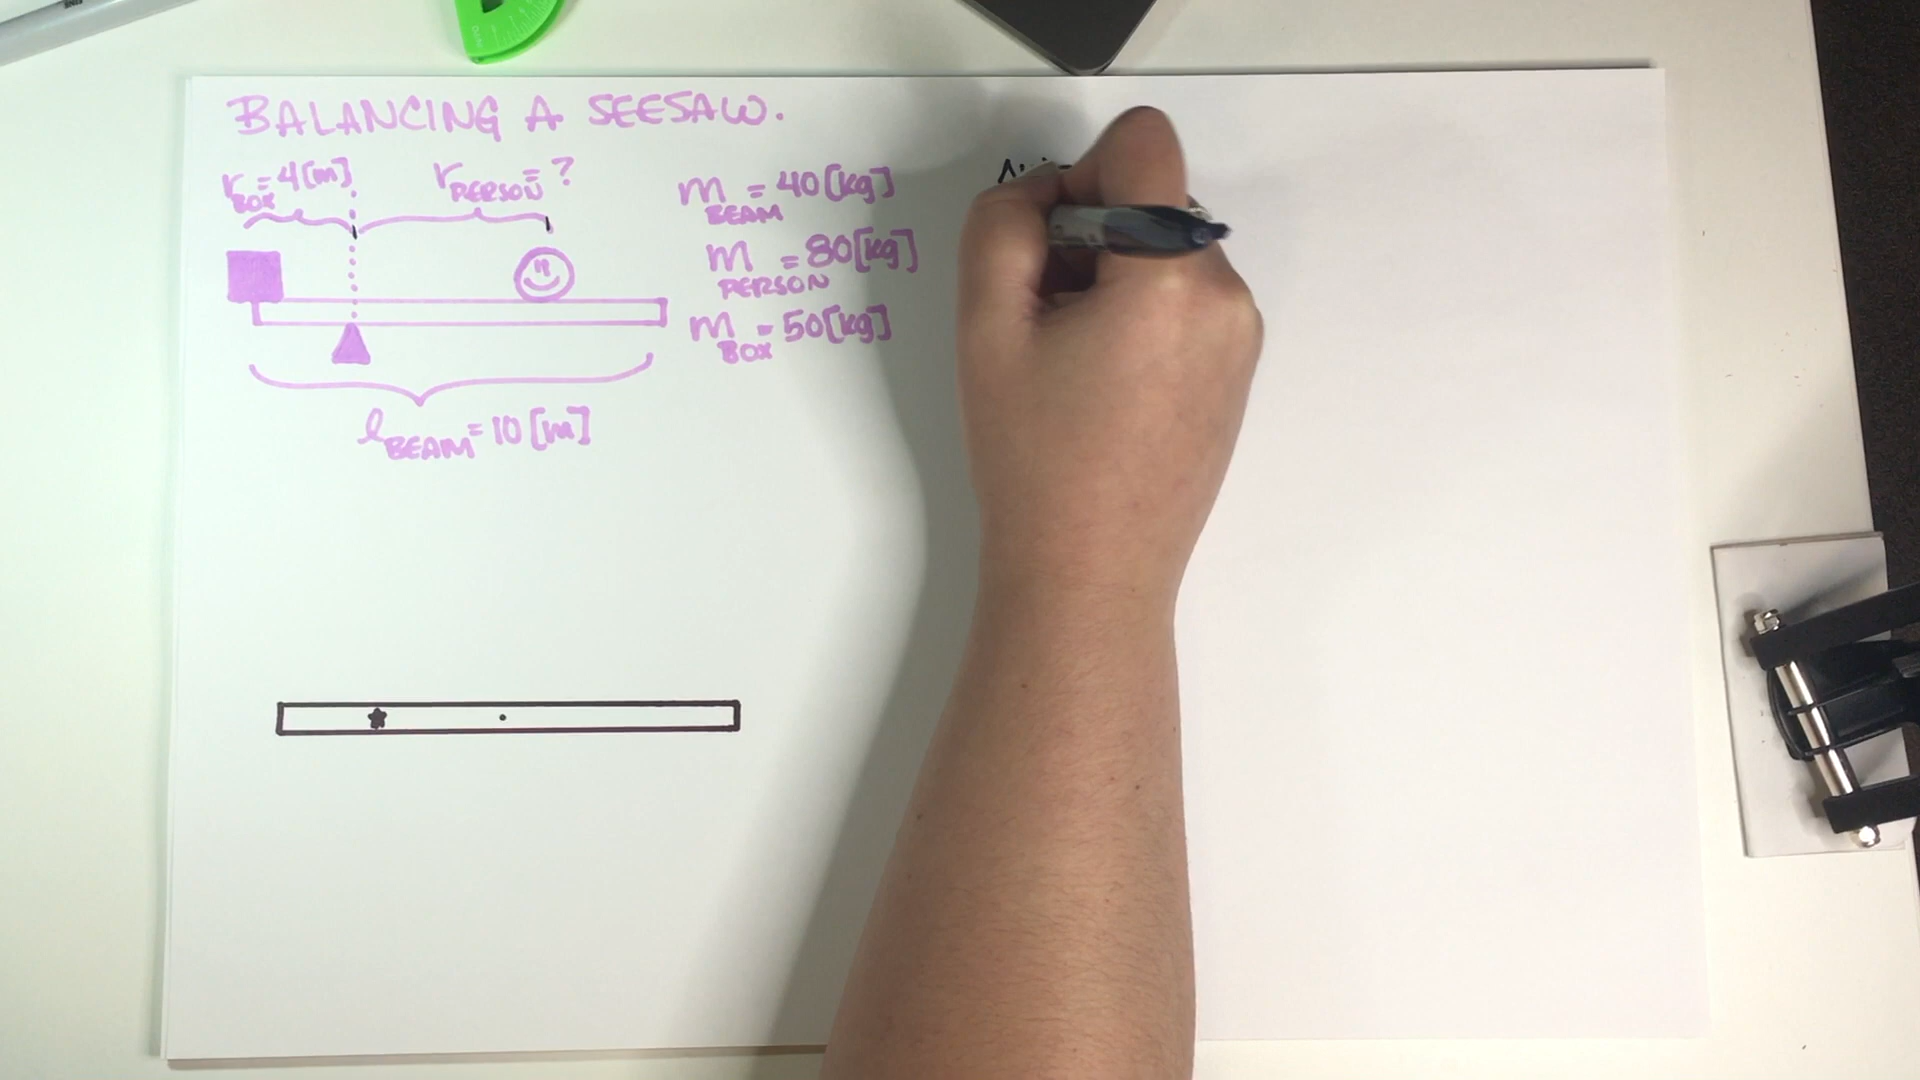 BALANCING A SEESAW.
r_BOX = 4[m]
r_PERSON = ?
m_BEAM = 40[kg]
m_PERSON = 80[kg]
m_BOX = 50[kg]
l_BEAM = 10[m]